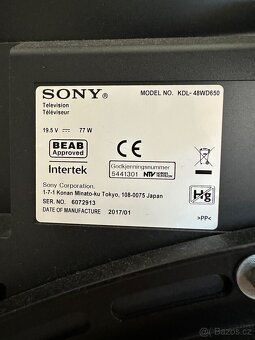 SONY®
MODEL NO. KDL-48WD650
Television
Téléviseur
19.5 V ⎓ 77 W
BEAB
Approved
CE
Intertek
Godkjenningsnummer
5441301 NTV
Sony Corporation
1-7-1 Konan Minato-ku Tokyo, 108-0075 Japan
SER. NO. 6072913
DATE OF MANUFACTURE 2017/01
Hg
>PP<
Bazoš.cz